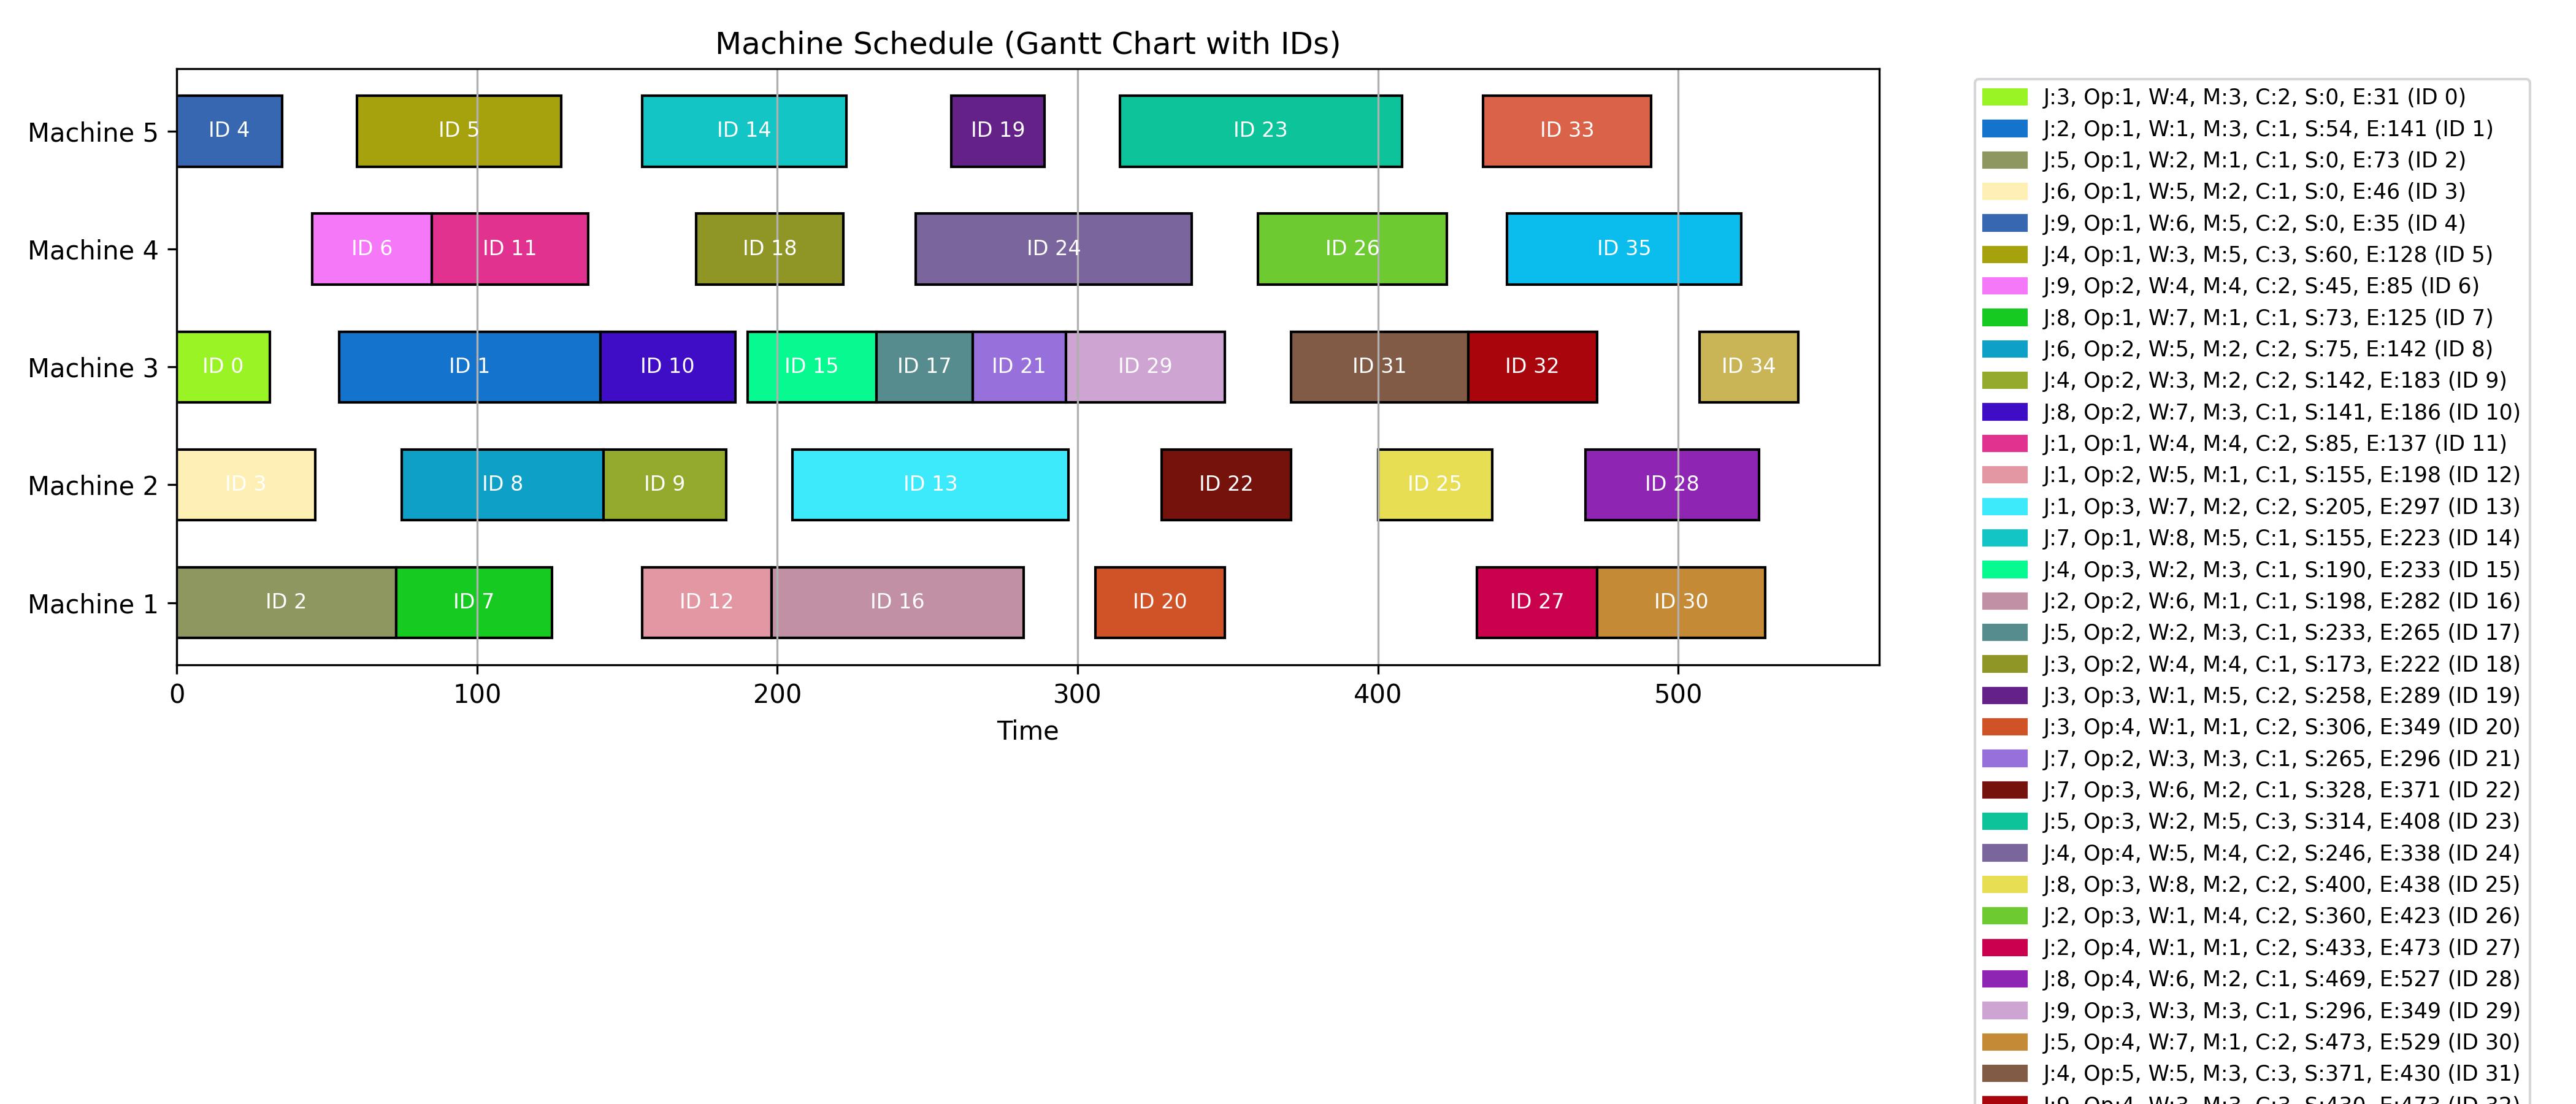 Machine Schedule (Gantt Chart with IDs)
Machine 5
ID 4
ID 5
ID 14
ID 19
ID 23
ID 33
Machine 4
ID 6
ID 11
ID 18
ID 24
ID 26
ID 35
Machine 3
ID 0
ID 1
ID 10
ID 15
ID 17
ID 21
ID 29
ID 31
ID 32
ID 34
Machine 2
ID 3
ID 8
ID 9
ID 13
ID 22
ID 25
ID 28
Machine 1
ID 2
ID 7
ID 12
ID 16
ID 20
ID 27
ID 30
0 100 200 300 400 500
Time
J:3, Op:1, W:4, M:3, C:2, S:0, E:31 (ID 0)
J:2, Op:1, W:1, M:3, C:1, S:54, E:141 (ID 1)
J:5, Op:1, W:2, M:1, C:1, S:0, E:73 (ID 2)
J:6, Op:1, W:5, M:2, C:1, S:0, E:46 (ID 3)
J:9, Op:1, W:6, M:5, C:2, S:0, E:35 (ID 4)
J:4, Op:1, W:3, M:5, C:3, S:60, E:128 (ID 5)
J:9, Op:2, W:4, M:4, C:2, S:45, E:85 (ID 6)
J:8, Op:1, W:7, M:1, C:1, S:73, E:125 (ID 7)
J:6, Op:2, W:5, M:2, C:2, S:75, E:142 (ID 8)
J:4, Op:2, W:3, M:2, C:2, S:142, E:183 (ID 9)
J:8, Op:2, W:7, M:3, C:1, S:141, E:186 (ID 10)
J:1, Op:1, W:4, M:4, C:2, S:85, E:137 (ID 11)
J:1, Op:2, W:5, M:1, C:1, S:155, E:198 (ID 12)
J:1, Op:3, W:7, M:2, C:2, S:205, E:297 (ID 13)
J:7, Op:1, W:8, M:5, C:1, S:155, E:223 (ID 14)
J:4, Op:3, W:2, M:3, C:1, S:190, E:233 (ID 15)
J:2, Op:2, W:6, M:1, C:1, S:198, E:282 (ID 16)
J:5, Op:2, W:2, M:3, C:1, S:233, E:265 (ID 17)
J:3, Op:2, W:4, M:4, C:1, S:173, E:222 (ID 18)
J:3, Op:3, W:1, M:5, C:2, S:258, E:289 (ID 19)
J:3, Op:4, W:1, M:1, C:2, S:306, E:349 (ID 20)
J:7, Op:2, W:3, M:3, C:1, S:265, E:296 (ID 21)
J:7, Op:3, W:6, M:2, C:1, S:328, E:371 (ID 22)
J:5, Op:3, W:2, M:5, C:3, S:314, E:408 (ID 23)
J:4, Op:4, W:5, M:4, C:2, S:246, E:338 (ID 24)
J:8, Op:3, W:8, M:2, C:2, S:400, E:438 (ID 25)
J:2, Op:3, W:1, M:4, C:2, S:360, E:423 (ID 26)
J:2, Op:4, W:1, M:1, C:2, S:433, E:473 (ID 27)
J:8, Op:4, W:6, M:2, C:1, S:469, E:527 (ID 28)
J:9, Op:3, W:3, M:3, C:1, S:296, E:349 (ID 29)
J:5, Op:4, W:7, M:1, C:2, S:473, E:529 (ID 30)
J:4, Op:5, W:5, M:3, C:3, S:371, E:430 (ID 31)
J:9, Op:4, W:3, M:3, C:3, S:430, E:473 (ID 32)